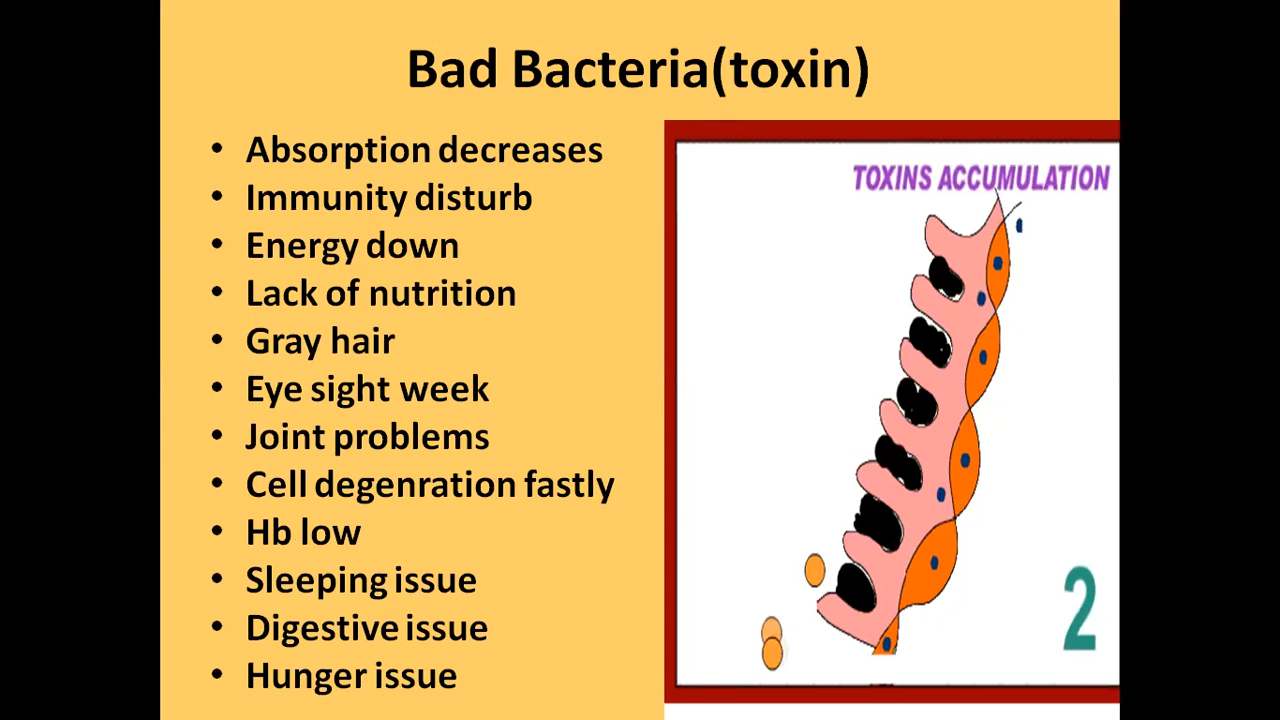 Bad Bacteria(toxin)
• Absorption decreases
• Immunity disturb
• Energy down
• Lack of nutrition
• Gray hair
• Eye sight week
• Joint problems
• Cell degenration fastly
• Hb low
• Sleeping issue
• Digestive issue
• Hunger issue
TOXINS ACCUMULATION
2